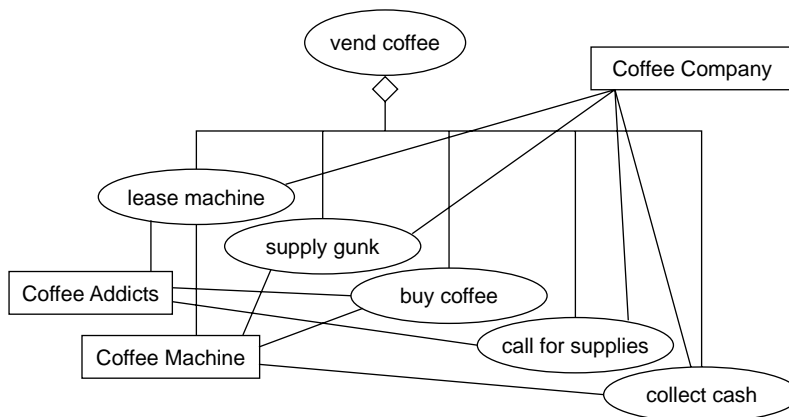 vend coffee
Coffee Company
lease machine
supply gunk
Coffee Addicts
buy coffee
Coffee Machine
call for supplies
collect cash